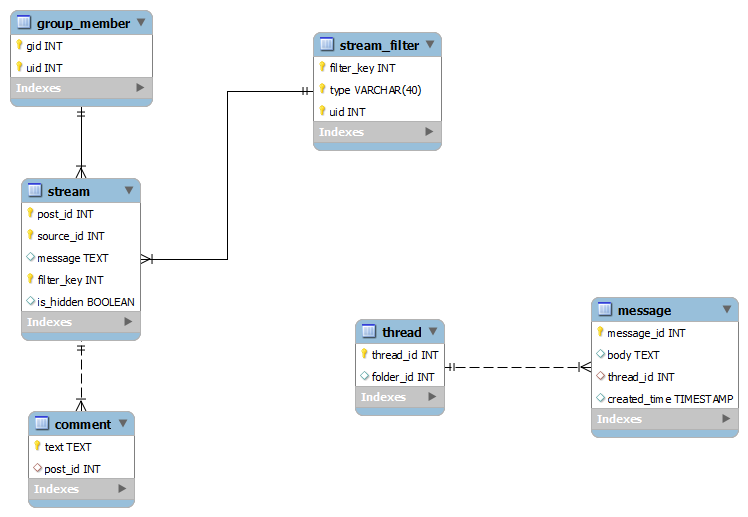 group_member
gid INT
uid INT
Indexes
stream_filter
filter_key INT
type VARCHAR(40)
uid INT
Indexes
stream
post_id INT
source_id INT
message TEXT
filter_key INT
is_hidden BOOLEAN
Indexes
thread
thread_id INT
folder_id INT
Indexes
message
message_id INT
body TEXT
thread_id INT
created_time TIMESTAMP
Indexes
comment
text TEXT
post_id INT
Indexes